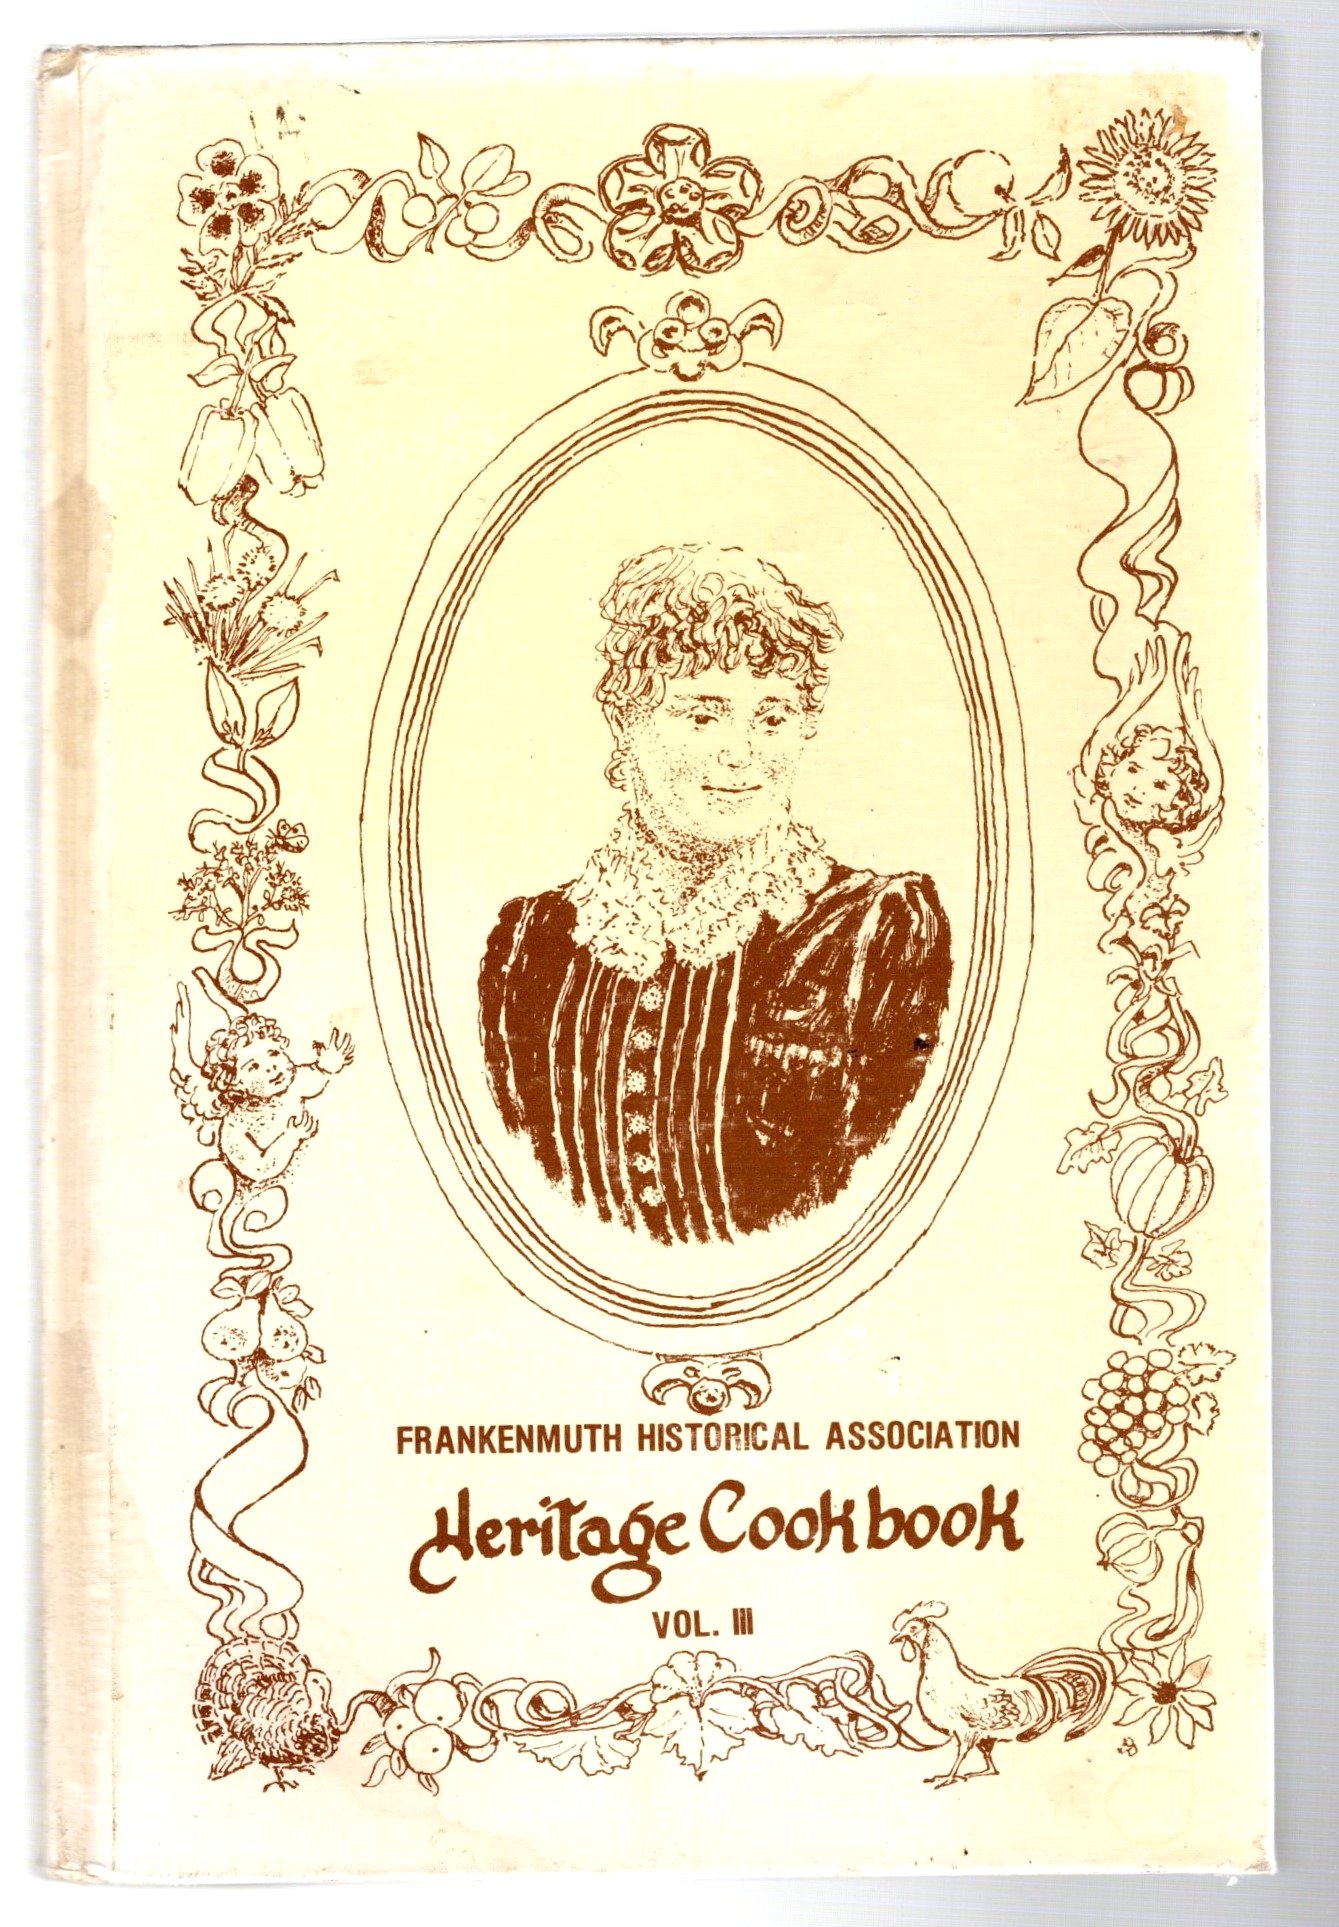 FRANKENMUTH HISTORICAL ASSOCIATION
Heritage Cookbook
VOL. III